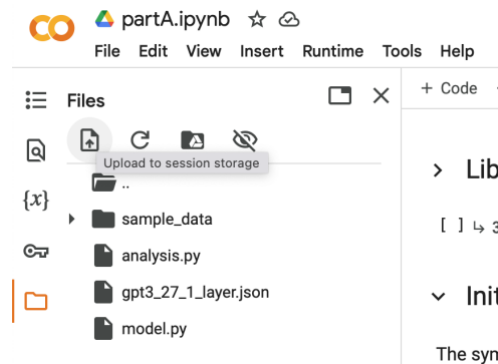 partA.ipynb
File Edit View Insert Runtime Tools Help
Files
+ Code
Upload to session storage
..
sample_data
analysis.py
gpt3_27_1_layer.json
model.py
{x}
Lib
[ ] ↳ 3
Init
The syn